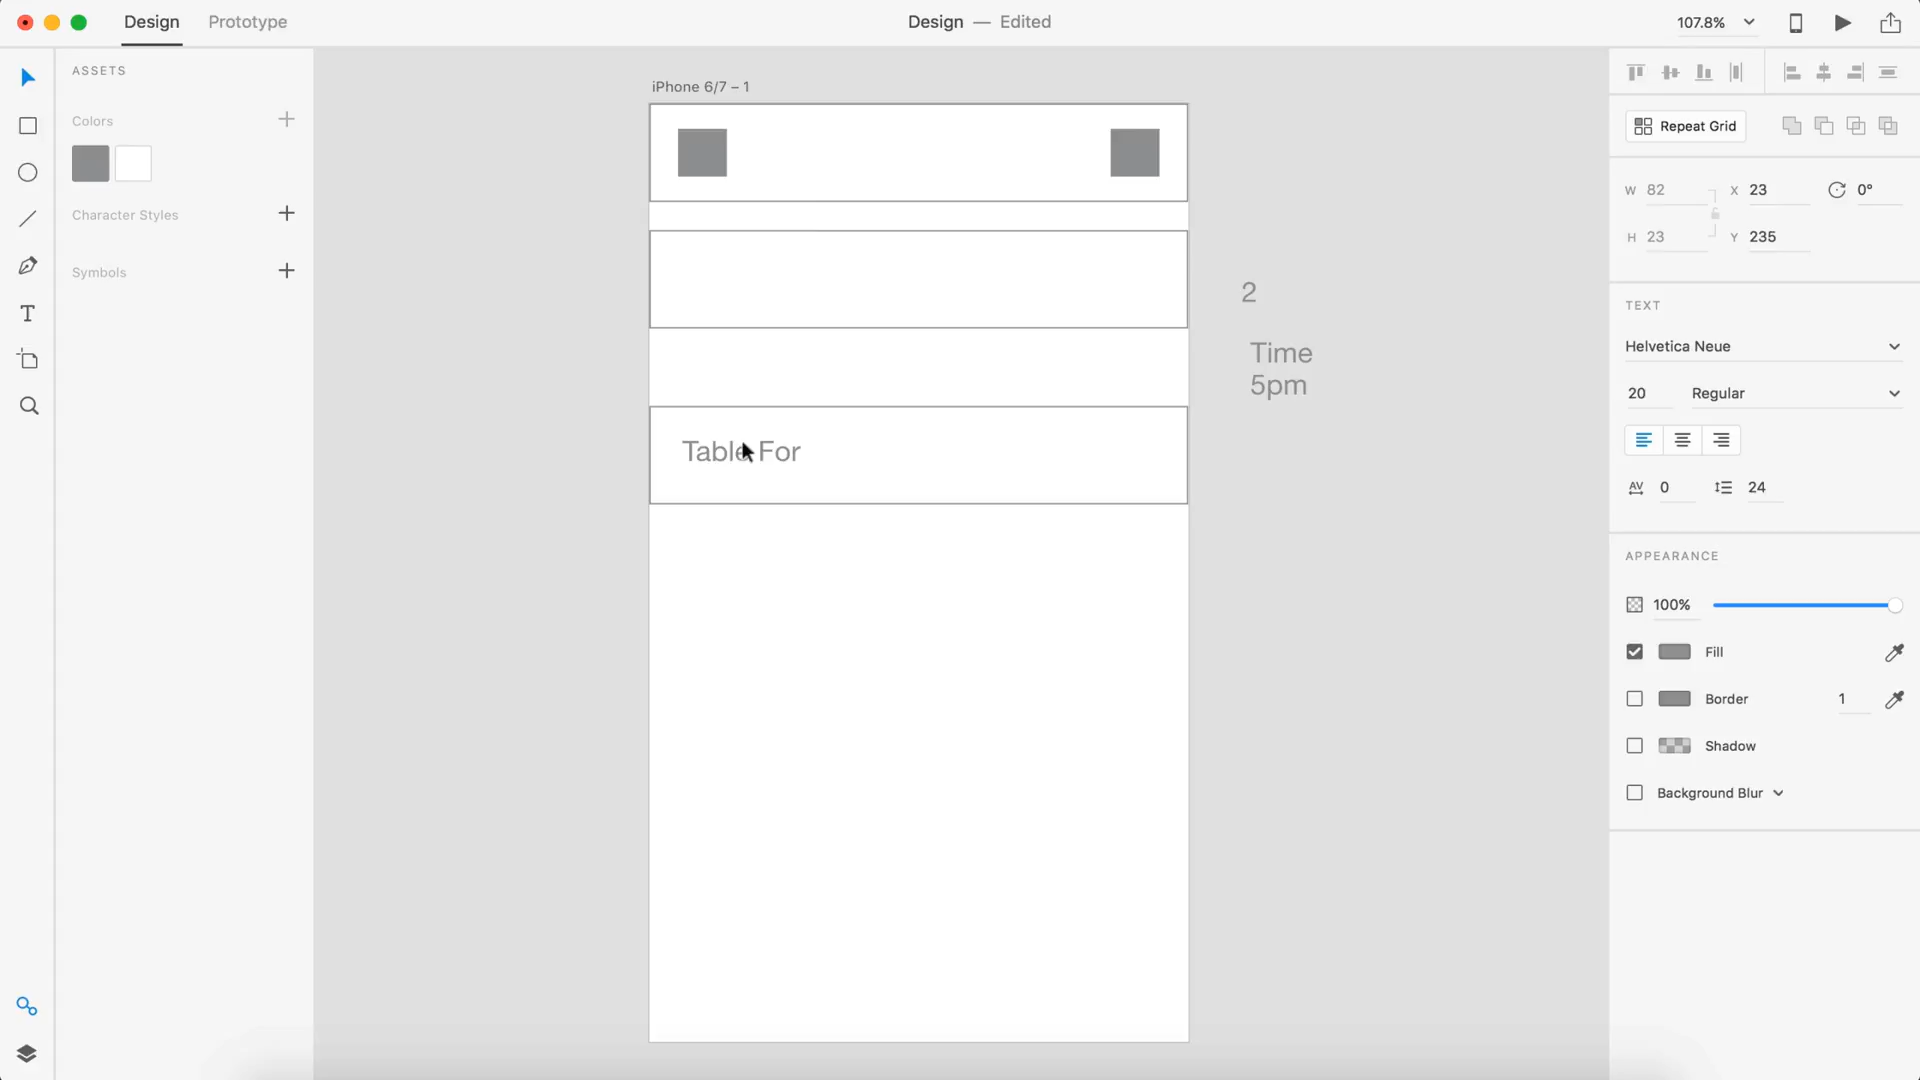 Design Prototype Design — Edited 107.8%
ASSETS
Colors
Character Styles
Symbols
iPhone 6/7 – 1
2
Time
5pm
Table For
Repeat Grid
W 82 X 23 0°
H 23 Y 235
TEXT
Helvetica Neue
20 Regular
AV 0 24
APPEARANCE
100%
Fill
Border 1
Shadow
Background Blur